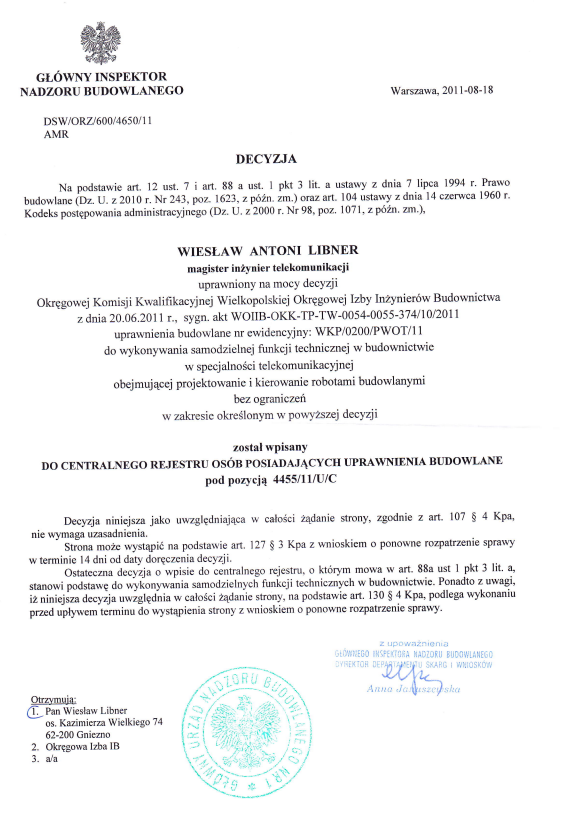 GŁÓWNY INSPEKTOR
NADZORU BUDOWLANEGO
Warszawa, 2011-08-18
DSW/ORZ/600/4650/11
AMR
DECYZJA
Na podstawie art. 12 ust. 7 i art. 88 a ust. 1 pkt 3 lit. a ustawy z dnia 7 lipca 1994 r. Prawo
budowlane (Dz. U. z 2010 r. Nr 243, poz. 1623, z późn. zm.) oraz art. 104 ustawy z dnia 14 czerwca 1960 r.
Kodeks postępowania administracyjnego (Dz. U. z 2000 r. Nr 98, poz. 1071, z późn. zm.),
WIESŁAW ANTONI LIBNER
magister inżynier telekomunikacji
uprawniony na mocy decyzji
Okręgowej Komisji Kwalifikacyjnej Wielkopolskiej Okręgowej Izby Inżynierów Budownictwa
z dnia 20.06.2011 r., sygn. akt WOIIB-OKK-TP-TW-0054-0055-374/10/2011
uprawnienia budowlane nr ewidencyjny: WKP/0200/PWOT/11
do wykonywania samodzielnej funkcji technicznej w budownictwie
w specjalności telekomunikacyjnej
obejmującej projektowanie i kierowanie robotami budowlanymi
bez ograniczeń
w zakresie określonym w powyższej decyzji
został wpisany
DO CENTRALNEGO REJESTRU OSÓB POSIADAJĄCYCH UPRAWNIENIA BUDOWLANE
pod pozycją 4455/11/U/C
Decyzja niniejsza jako uwzględniająca w całości żądanie strony, zgodnie z art. 107 § 4 Kpa,
nie wymaga uzasadnienia.
Strona może wystąpić na podstawie art. 127 § 3 Kpa z wnioskiem o ponowne rozpatrzenie sprawy
w terminie 14 dni od daty doręczenia decyzji.
Ostateczna decyzja o wpisie do centralnego rejestru, o którym mowa w art. 88a ust 1 pkt 3 lit. a,
stanowi podstawę do wykonywania samodzielnych funkcji technicznych w budownictwie. Ponadto z uwagi,
iż niniejsza decyzja uwzględnia w całości żądanie strony, na podstawie art. 130 § 4 Kpa, podlega wykonaniu
przed upływem terminu do wystąpienia strony z wnioskiem o ponowne rozpatrzenie sprawy.
z upoważnienia
GŁÓWNEGO INSPEKTORA NADZORU BUDOWLANEGO
DYREKTOR DEPARTAMENTU SKARG I WNIOSKÓW
Anna Januszewska
GŁÓWNY URZĄD NADZORU BUDOWLANEGO NR 1
Otrzymują:
1. Pan Wiesław Libner
os. Kazimierza Wielkiego 74
62-200 Gniezno
2. Okręgowa Izba IB
3. a/a